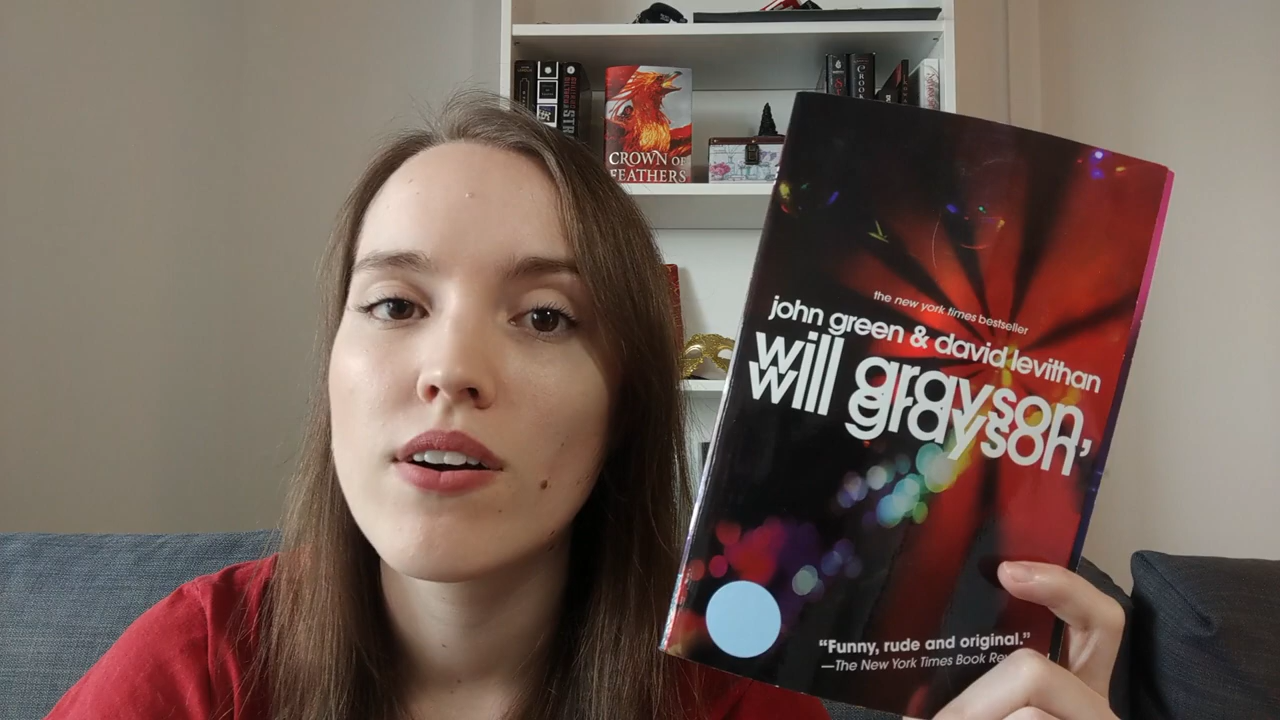 CROWN OF
FEATHERS
the new york times bestseller
john green & david levithan
will grayson,
will grayson
“Funny, rude and original.”
—The New York Times Book